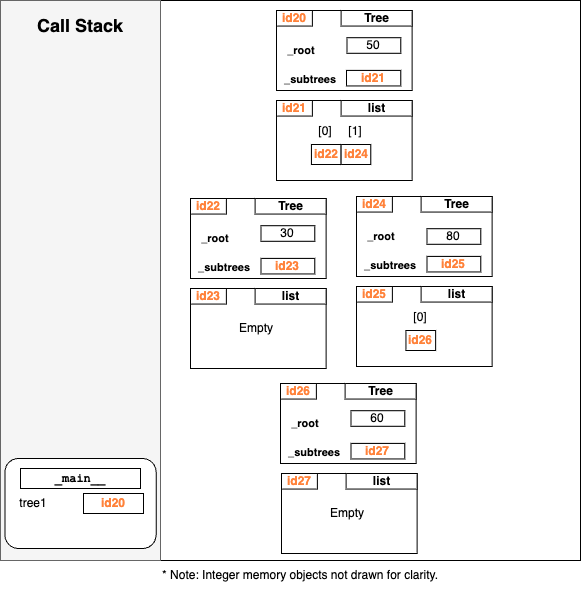 Call Stack
id20 Tree
_root 50
_subtrees id21
id21 list
[0] [1]
id22 id24
id22 Tree
_root 30
_subtrees id23
id23 list
Empty
id24 Tree
_root 80
_subtrees id25
id25 list
[0]
id26
id26 Tree
_root 60
_subtrees id27
id27 list
Empty
__main__
tree1 id20
* Note: Integer memory objects not drawn for clarity.